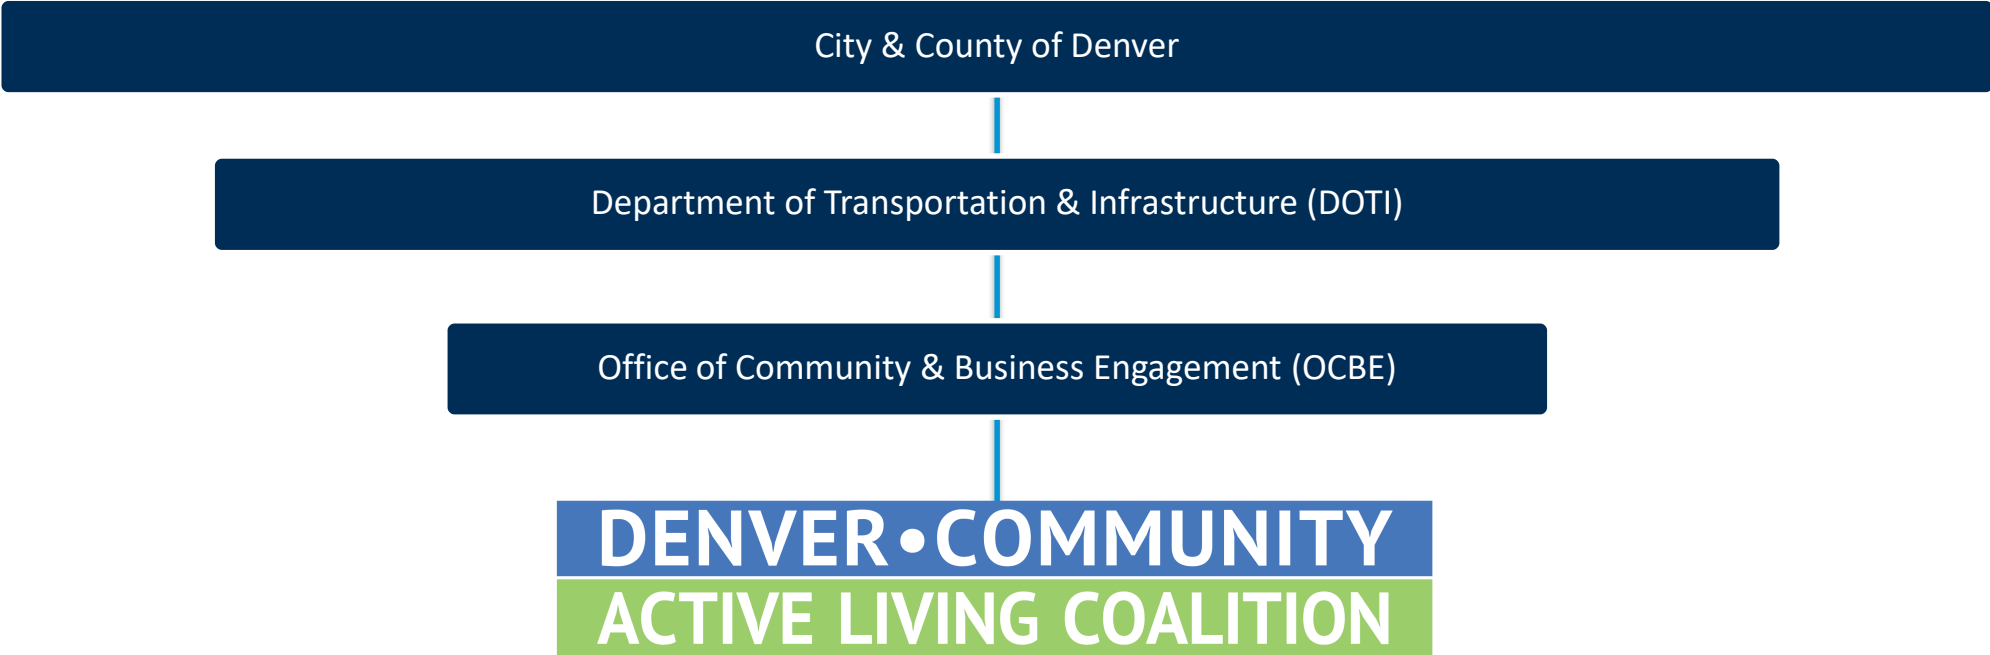 City & County of Denver
Department of Transportation & Infrastructure (DOTI)
Office of Community & Business Engagement (OCBE)
DENVER•COMMUNITY
ACTIVE LIVING COALITION